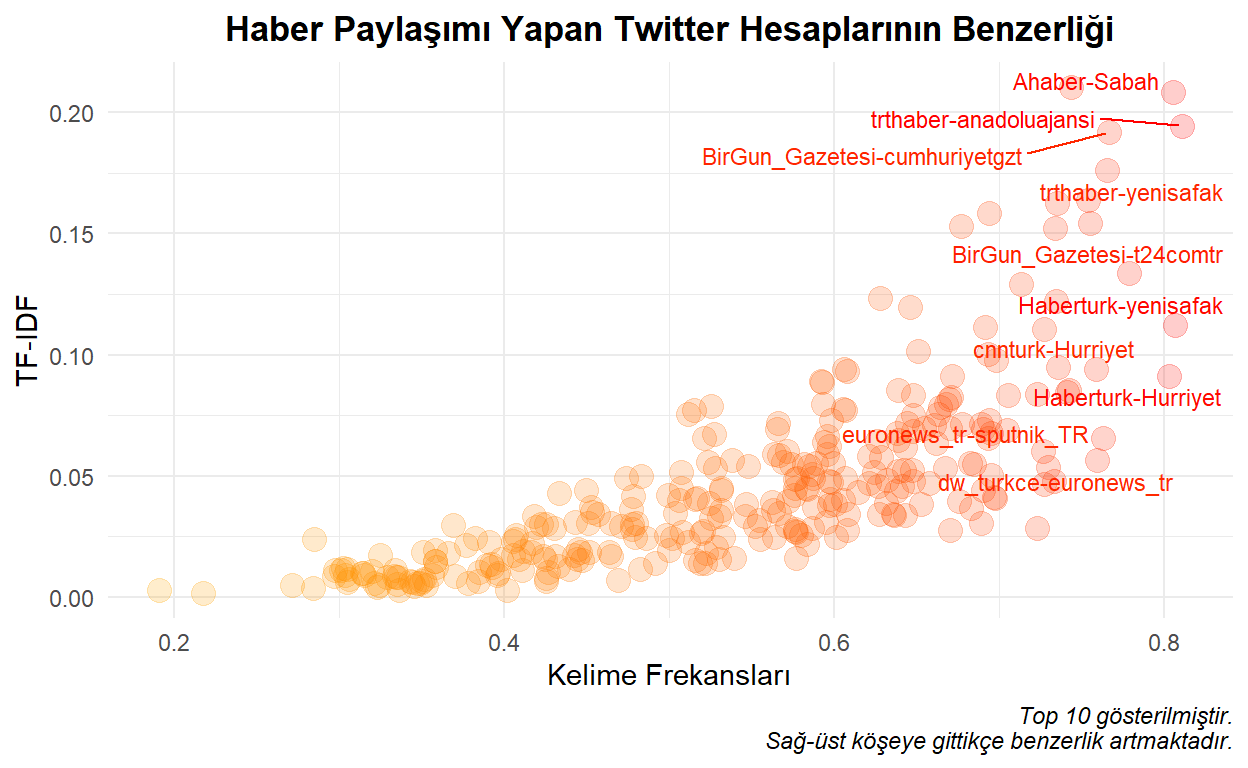 Haber Paylaşımı Yapan Twitter Hesaplarının Benzerliği
TF-IDF
0.20
0.15
0.10
0.05
0.00
Ahaber-Sabah
trthaber-anadoluajansi
BirGun_Gazetesi-cumhuriyetgzt
trthaber-yenisafak
BirGun_Gazetesi-t24comtr
Haberturk-yenisafak
cnnturk-Hurriyet
Haberturk-Hurriyet
euronews_tr-sputnik_TR
dw_turkce-euronews_tr
0.2
0.4
0.6
0.8
Kelime Frekansları
Top 10 gösterilmiştir.
Sağ-üst köşeye gittikçe benzerlik artmaktadır.